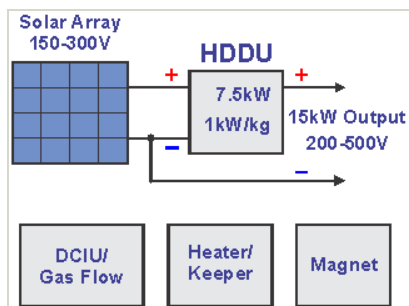 Solar Array
150-300V
HDDU
+
+
7.5kW
1kW/kg
15kW Output
200-500V
–
–
DCIU/
Gas Flow
Heater/
Keeper
Magnet